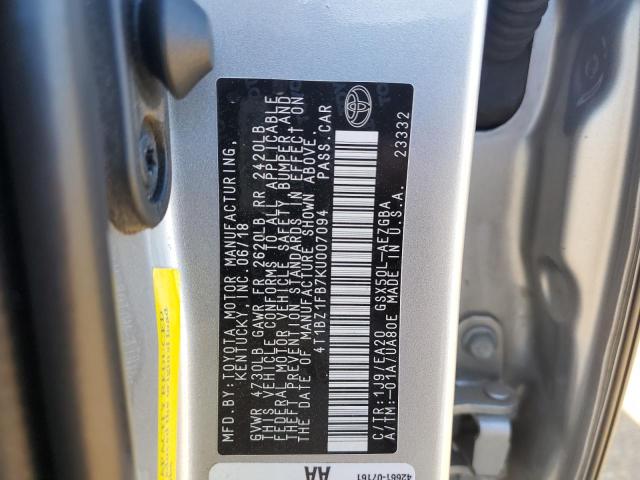 MFD.BY:TOYOTA MOTOR MANUFACTURING,
KENTUCKY, INC. 06/18
GVWR 4730LB GAWR FR 2620LB RR 2420LB
THIS VEHICLE CONFORMS TO ALL APPLICABLE
FEDERAL MOTOR VEHICLE SAFETY, BUMPER, AND
THEFT PREVENTION STANDARDS IN EFFECT ON
THE DATE OF MANUFACTURE SHOWN ABOVE.
4T1BZ1FB7KU007094 PASS.CAR
C/TR:1J9/EA20 GSX50L-AEZGBA
A/TM:-01A/UA80E MADE IN U.S.A.
23332
42661-07161
AA